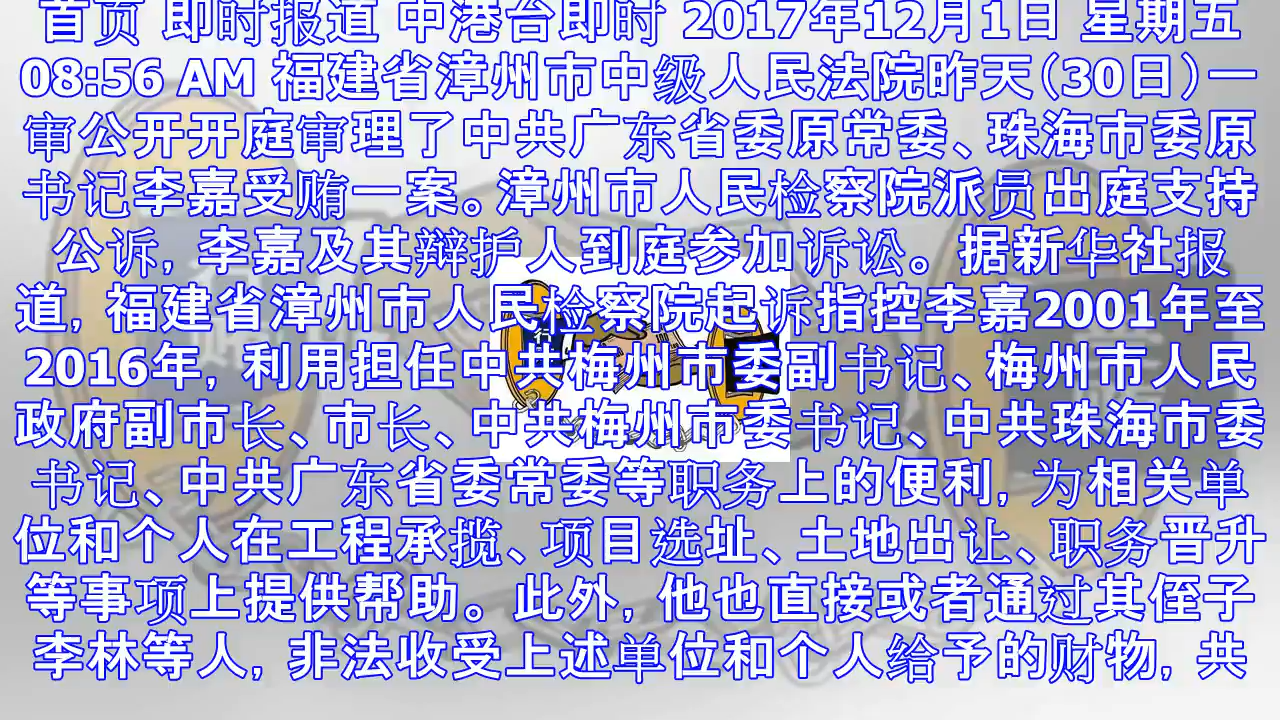 首页 即时报道 中港台即时 2017年12月1日 星期五
08:56 AM 福建省漳州市中级人民法院昨天(30日)一
审公开开庭审理了中共广东省委原常委、珠海市委原
书记李嘉受贿一案。漳州市人民检察院派员出庭支持
公诉, 李嘉及其辩护人到庭参加诉讼。 据新华社报
道, 福建省漳州市人民检察院起诉指控李嘉2001年至
2016年, 利用担任中共梅州市委副书记、梅州市人民
政府副市长、市长、中共梅州市委书记、中共珠海市委
书记、中共广东省委常委等职务上的便利, 为相关单
位和个人在工程承揽、项目选址、土地出让、职务晋升
等事项上提供帮助。此外, 他也直接或者通过其侄子
李林等人, 非法收受上述单位和个人给予的财物, 共